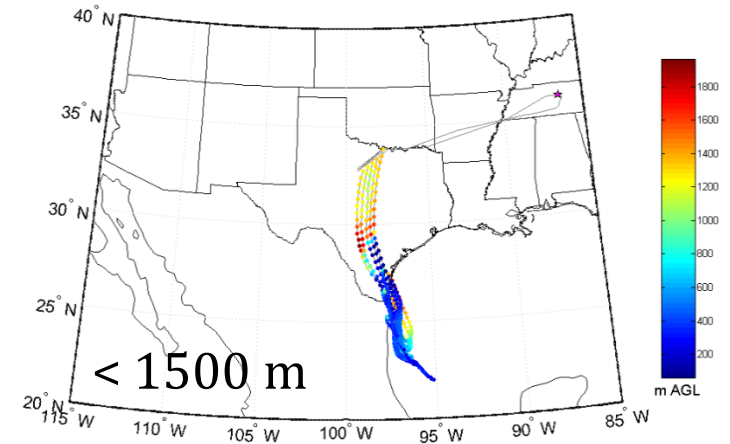 40° N
35° N
30° N
25° N
20° N
115° W
110° W
105° W
100° W
95° W
90° W
85° W
< 1500 m
1800
1600
1400
1200
1000
800
600
400
200
m AGL